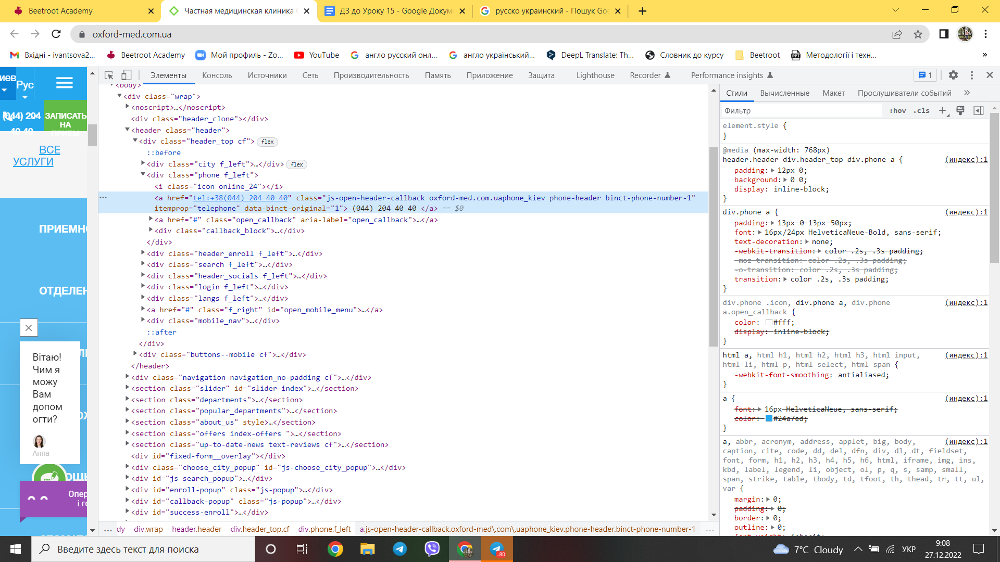 Beetroot Academy
Частная медицинская клиника
ДЗ до Уроку 15 - Google Докуме
русско украинский - Пошук Goo
oxford-med.com.ua
Вхідні - ivantsova2...
Beetroot Academy
Мой профиль - Zo...
YouTube
англо русский онл...
англо український...
DeepL Translate: Th...
Словник до курсу
Beetroot
Методології і техн...
»
иев
Рус
(044) 204
40 40
ЗАПИСАТЬ
НА
ПРИЕМ
ВСЕ
УСЛУГИ
ПРИЕМН
ОТДЕЛЕН
Вітаю!
Чим я
можу
Вам
допом
огти?
Анна
Опер
і го
Элементы
Консоль
Источники
Сеть
Производительность
Память
Приложение
Защита
Lighthouse
Recorder
Performance insights
1
<body>
<div class="wrap">
<noscript>…</noscript>
<div class="header_clone"></div>
<header class="header">
<div class="header_top cf"> flex
::before
<div class="city f_left">…</div> flex
<div class="phone f_left">
<i class="icon online_24"></i>
<a href="tel:+38(044) 204 40 40" class="js-open-header-callback oxford-med.com.uaphone_kiev phone-header binct-phone-number-1"
itemprop="telephone" data-binct-original="1"> (044) 204 40 40 </a> == $0
<a href="#" class="open_callback" aria-label="open_callback">…</a>
<div class="callback_block">…</div>
</div>
<div class="header_enroll f_left">…</div>
<div class="search f_left">…</div>
<div class="header_socials f_left">…</div>
<div class="login f_left">…</div>
<div class="langs f_left">…</div>
<a href="#" class="f_right" id="open_mobile_menu">…</a>
<div class="mobile_nav">…</div>
::after
</div>
<div class="buttons--mobile cf">…</div>
</header>
<div class="navigation navigation_no-padding cf">…</div>
<section class="slider" id="slider-index">…</section>
<section class="departments">…</section>
<section class="popular_departments">…</section>
<section class="about_us" style>…</section>
<section class="offers index-offers ">…</section>
<section class="up-to-date-news text-reviews cf">…</section>
<div id="fixed-form__overlay"></div>
<div class="choose_city_popup" id="js-choose_city_popup">…</div>
<div id="js-search_popup">…</div>
<div id="enroll-popup" class="js-popup">…</div>
<div id="callback-popup" class="js-popup">…</div>
<div id="success-enroll">…</div>
... dy div.wrap header.header div.header_top.cf div.phone.f_left a.js-open-header-callback.oxford-med\.com\.uaphone_kiev.phone-header.binct-phone-number-1 ...
Стили
Вычисленные
Макет
Прослушиватели событий
»
Фильтр
:hov .cls
element.style {
}
@media (max-width: 768px)
header.header div.header_top div.phone a { (индекс):1
padding: 12px 0;
background: 0 0;
display: inline-block;
}
div.phone a { (индекс):1
padding: 13px 0 13px 50px;
font: 16px/24px HelveticaNeue-Bold, sans-serif;
text-decoration: none;
-webkit-transition: color .2s, .3s padding;
-moz-transition: color .2s, .3s padding;
-o-transition: color .2s, .3s padding;
transition: color .2s, .3s padding;
}
div.phone .icon, div.phone a, div.phone (индекс):1
a.open_callback {
color: #fff;
display: inline-block;
}
html a, html h1, html h2, html h3, html input, (индекс):1
html li, html p, html select, html span {
-webkit-font-smoothing: antialiased;
}
a { (индекс):1
font: 16px HelveticaNeue, sans-serif;
color: #24a7ed;
}
a, abbr, acronym, address, applet, big, body, (индекс):1
caption, cite, code, dd, del, dfn, div, dl, dt, fieldset,
font, form, h1, h2, h3, h4, h5, h6, html, iframe, img, ins,
kbd, label, legend, li, object, ol, p, q, s, samp, small,
span, strike, table, tbody, td, tfoot, th, thead, tr, tt, ul,
var {
margin: 0;
padding: 0;
border: 0;
outline: 0;
font-weight: inherit;
Введите здесь текст для поиска
..80
7°C Cloudy
УКР
9:08
27.12.2022